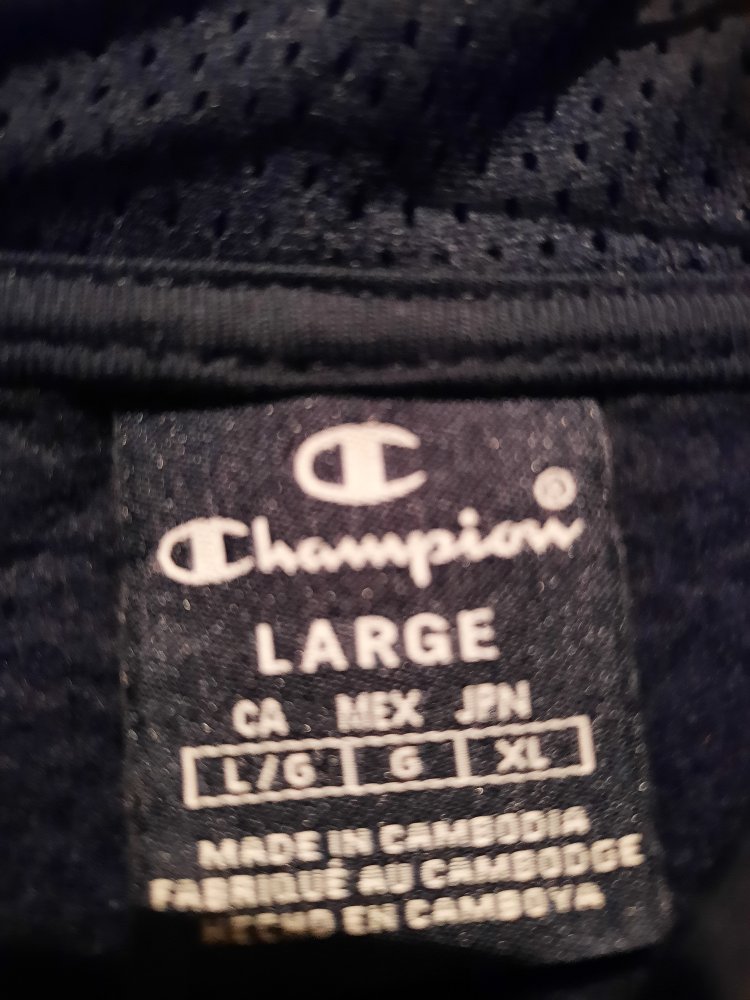 C
Champion®
LARGE
CA MEX JPN
L/G G XL
MADE IN CAMBODIA
FABRIQUÉ AU CAMBODGE
HECHO EN CAMBOYA